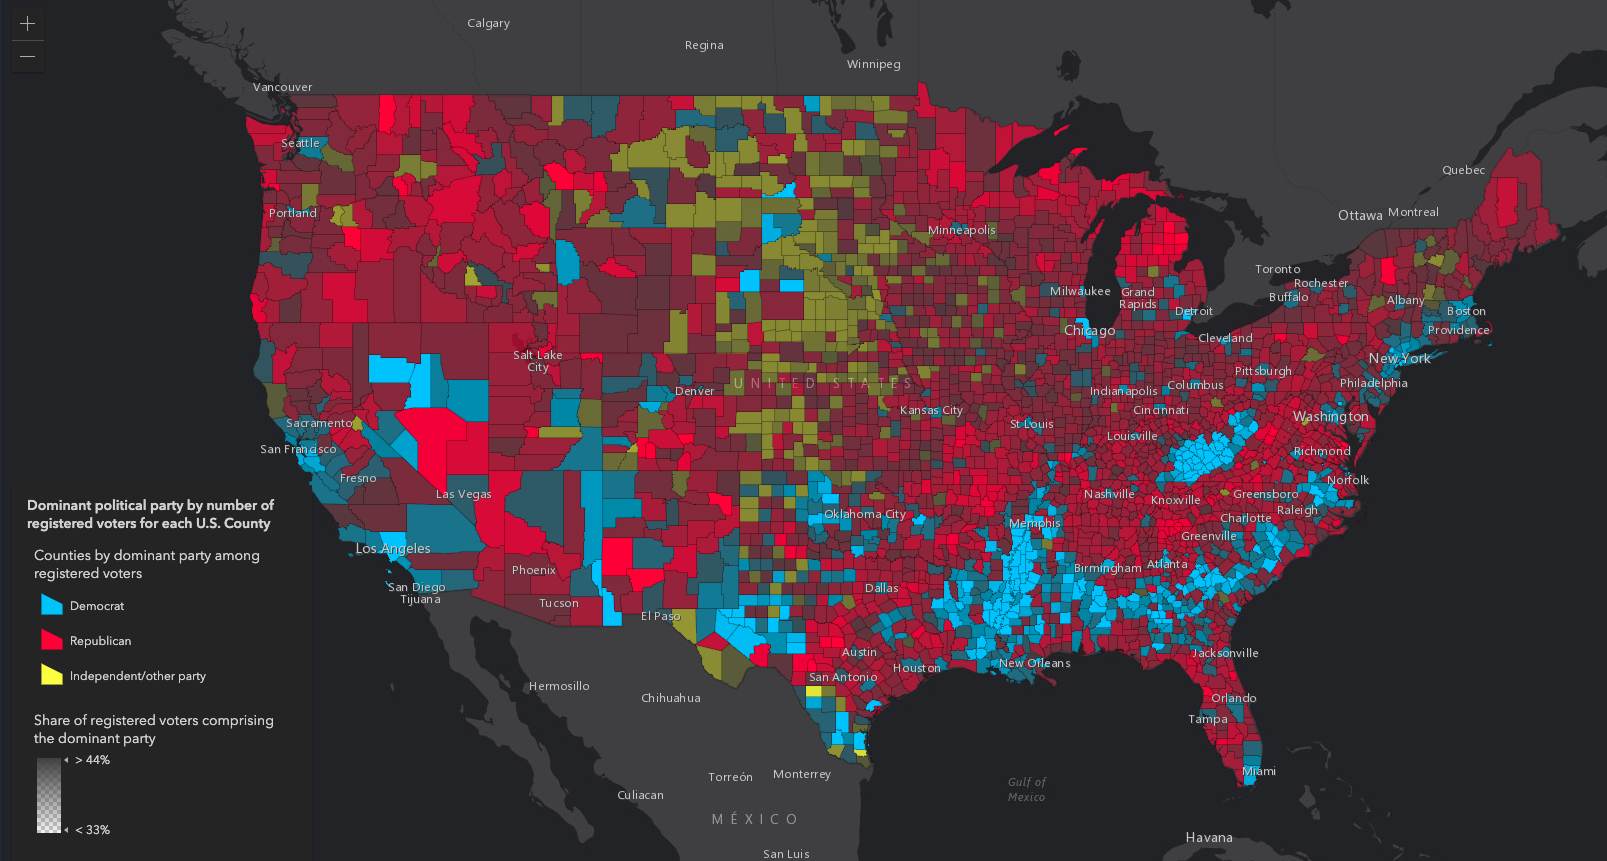 +
−
Calgary
Regina
Winnipeg
Vancouver
Seattle
Quebec
Portland
Ottawa
Montreal
Minneapolis
Toronto
Rochester
Buffalo
Milwaukee
Grand
Rapids
Detroit
Albany
Boston
Providence
Chicago
Cleveland
Salt Lake
City
New York
Pittsburgh
Philadelphia
Denver
UNITED STATES
Indianapolis
Columbus
Kansas City
Cincinnati
Washington
Sacramento
St Louis
Louisville
San Francisco
Richmond
Fresno
Norfolk
Las Vegas
Nashville
Knoxville
Greensboro
Raleigh
Oklahoma City
Memphis
Charlotte
Greenville
Los Angeles
Phoenix
Birmingham
Atlanta
San Diego
Tijuana
Tucson
Dallas
El Paso
Austin
Jacksonville
Houston
New Orleans
San Antonio
Hermosillo
Chihuahua
Orlando
Tampa
Miami
Torreón
Monterrey
Gulf of
Mexico
Culiacan
MÉXICO
Havana
San Luis
Dominant political party by number of
registered voters for each U.S. County
Counties by dominant party among
registered voters
Democrat
Republican
Independent/other party
Share of registered voters comprising
the dominant party
> 44%
< 33%